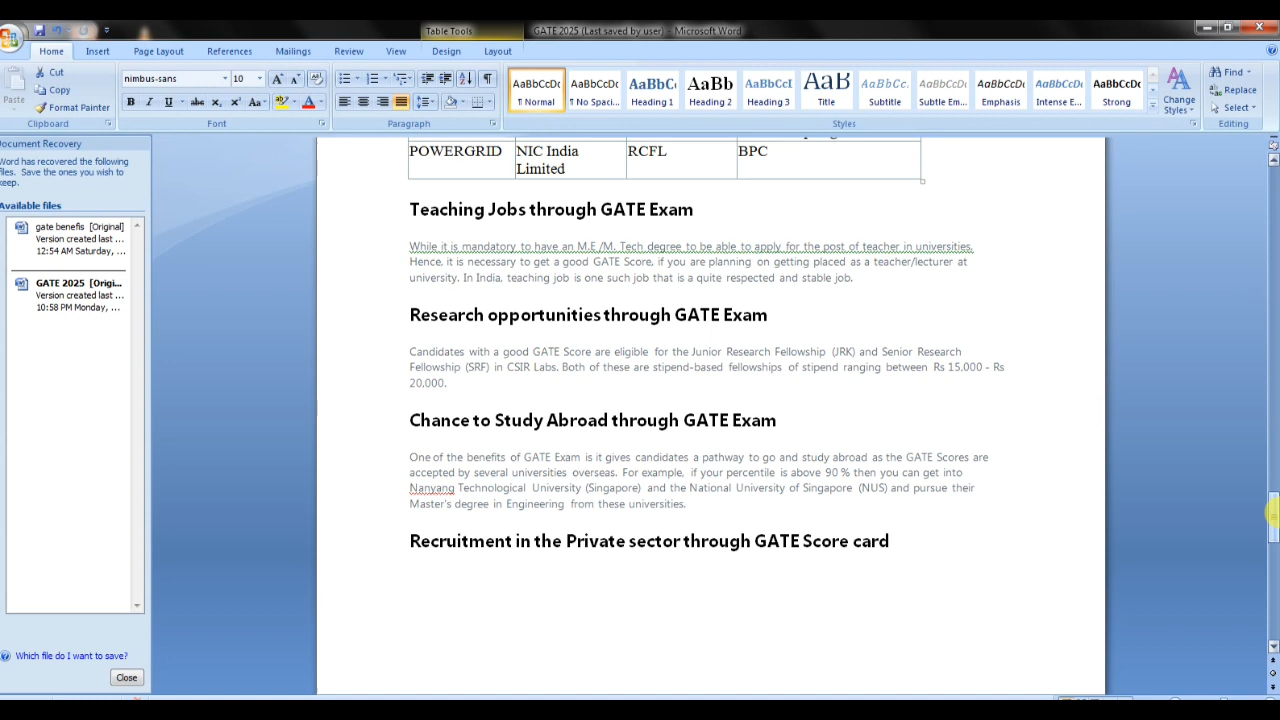 Table Tools
GATE 2025 (Last saved by user) - Microsoft Word
Home Insert Page Layout References Mailings Review View Design Layout
Paste
Cut
Copy
Format Painter
Clipboard
nimbus-sans 10
Font
Paragraph
AaBbCcDc AaBbCcDc AaBbC AaBb AaBbCcI AaB AaBbCc. AaBbCcDc AaBbCcDc AaBbCcDc AaBbCcDc
¶ Normal ¶ No Spaci... Heading 1 Heading 2 Heading 3 Title Subtitle Subtle Em... Emphasis Intense E... Strong
Change Styles
Styles
Find
Replace
Select
Editing
Document Recovery
Word has recovered the following
files. Save the ones you wish to
keep.
Available files
gate benefis [Original]
Version created last ...
12:54 AM Saturday, ...
GATE 2025 [Origi...
Version created last ...
10:58 PM Monday, ...
Which file do I want to save?
Close
POWERGRID NIC India Limited RCFL BPC
Teaching Jobs through GATE Exam
While it is mandatory to have an M.E./M. Tech degree to be able to apply for the post of teacher in universities.
Hence, it is necessary to get a good GATE Score, if you are planning on getting placed as a teacher/lecturer at
university. In India, teaching job is one such job that is a quite respected and stable job.
Research opportunities through GATE Exam
Candidates with a good GATE Score are eligible for the Junior Research Fellowship (JRK) and Senior Research
Fellowship (SRF) in CSIR Labs. Both of these are stipend-based fellowships of stipend ranging between Rs 15,000 - Rs
20,000.
Chance to Study Abroad through GATE Exam
One of the benefits of GATE Exam is it gives candidates a pathway to go and study abroad as the GATE Scores are
accepted by several universities overseas. For example, if your percentile is above 90 % then you can get into
Nanyang Technological University (Singapore) and the National University of Singapore (NUS) and pursue their
Master's degree in Engineering from these universities.
Recruitment in the Private sector through GATE Score card